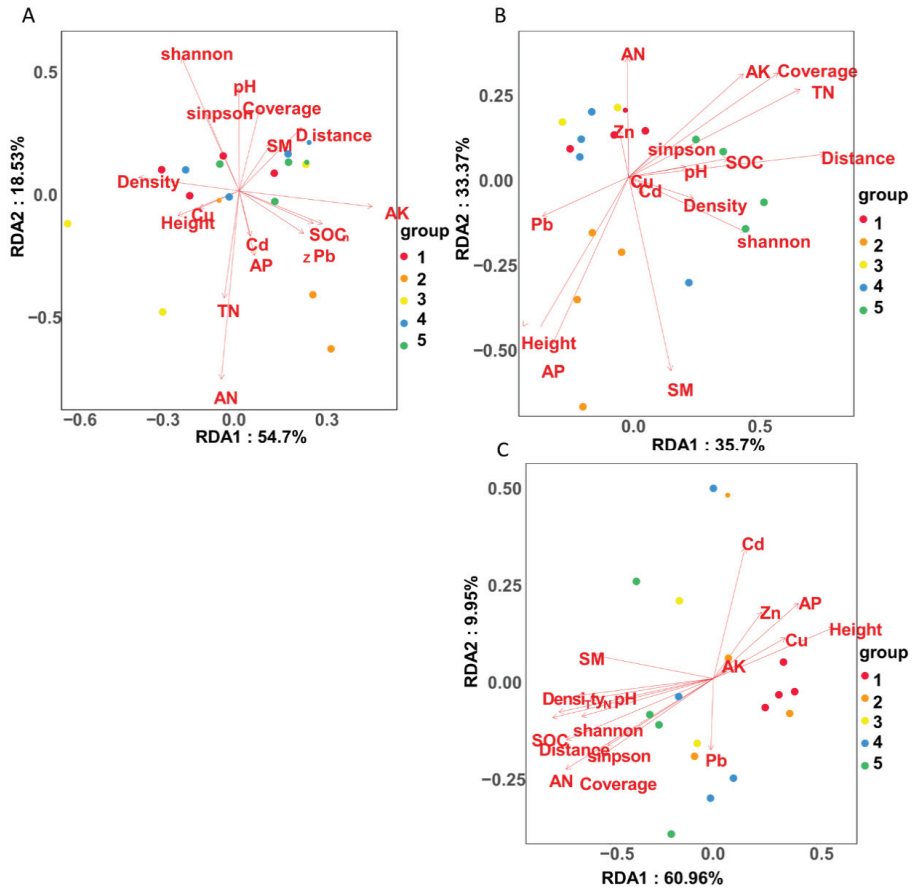 A
shannon
0.5
pH
sinpson
Coverage
Distance
SM
0.0
Density
Cu
Height
AK
SOC n
Cd
z Pb
AP
TN
−0.5
AN
RDA2 : 18.53%
−0.6
−0.3
0.0
0.3
RDA1 : 54.7%
group
1
2
3
4
5
B
AN
AK
Coverage
TN
0.25
Zn
sinpson
SOC
Distance
pH
0.00
Cu
Cd
Density
Pb
shannon
−0.25
Height
−0.50
AP
SM
RDA2 : 33.37%
0.0
0.5
RDA1 : 35.7%
group
1
2
3
4
5
C
0.50
Cd
0.25
AP
Zn
Height
Cu
SM
AK
0.00
Density
T N
pH
shannon
SOC
Distance
sinpson
Pb
AN
Coverage
−0.25
RDA2 : 9.95%
−0.5
0.0
0.5
RDA1 : 60.96%
group
1
2
3
4
5